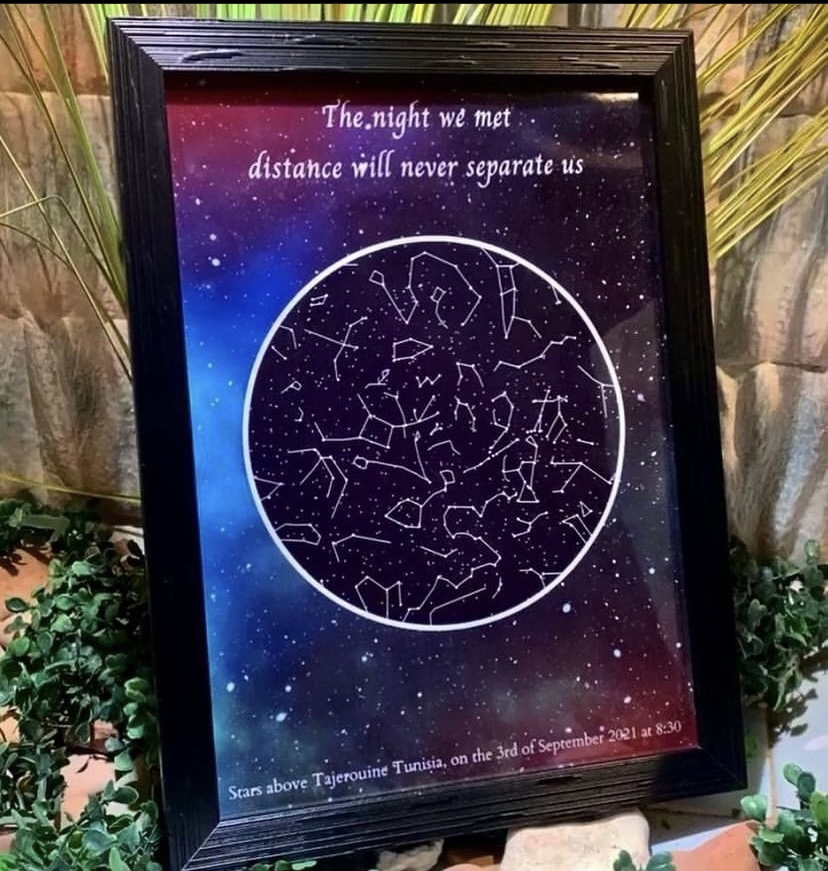 The night we met
distance will never separate us
Stars above Tajerouine Tunisia, on the 3rd of September 2021 at 8:30